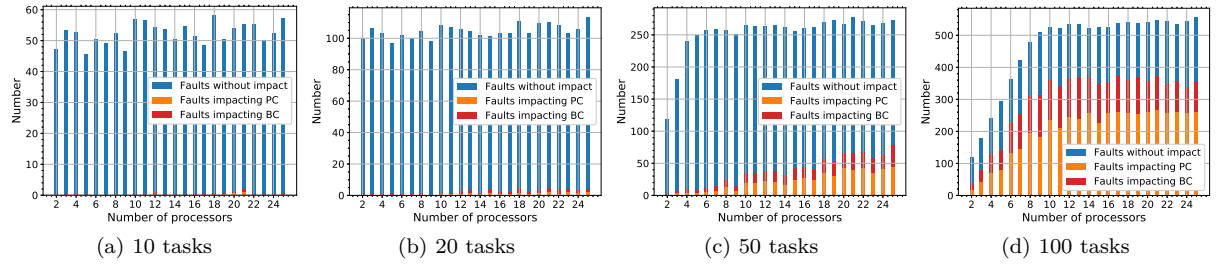 60
50
40
30
20
10
0
Number
Faults without impact
Faults impacting PC
Faults impacting BC
2 4 6 8 10 12 14 16 18 20 22 24
Number of processors
(a) 10 tasks
100
80
60
40
20
0
Number
Faults without impact
Faults impacting PC
Faults impacting BC
2 4 6 8 10 12 14 16 18 20 22 24
Number of processors
(b) 20 tasks
250
200
150
100
50
0
Number
Faults without impact
Faults impacting PC
Faults impacting BC
2 4 6 8 10 12 14 16 18 20 22 24
Number of processors
(c) 50 tasks
500
400
300
200
100
0
Number
Faults without impact
Faults impacting PC
Faults impacting BC
2 4 6 8 10 12 14 16 18 20 22 24
Number of processors
(d) 100 tasks